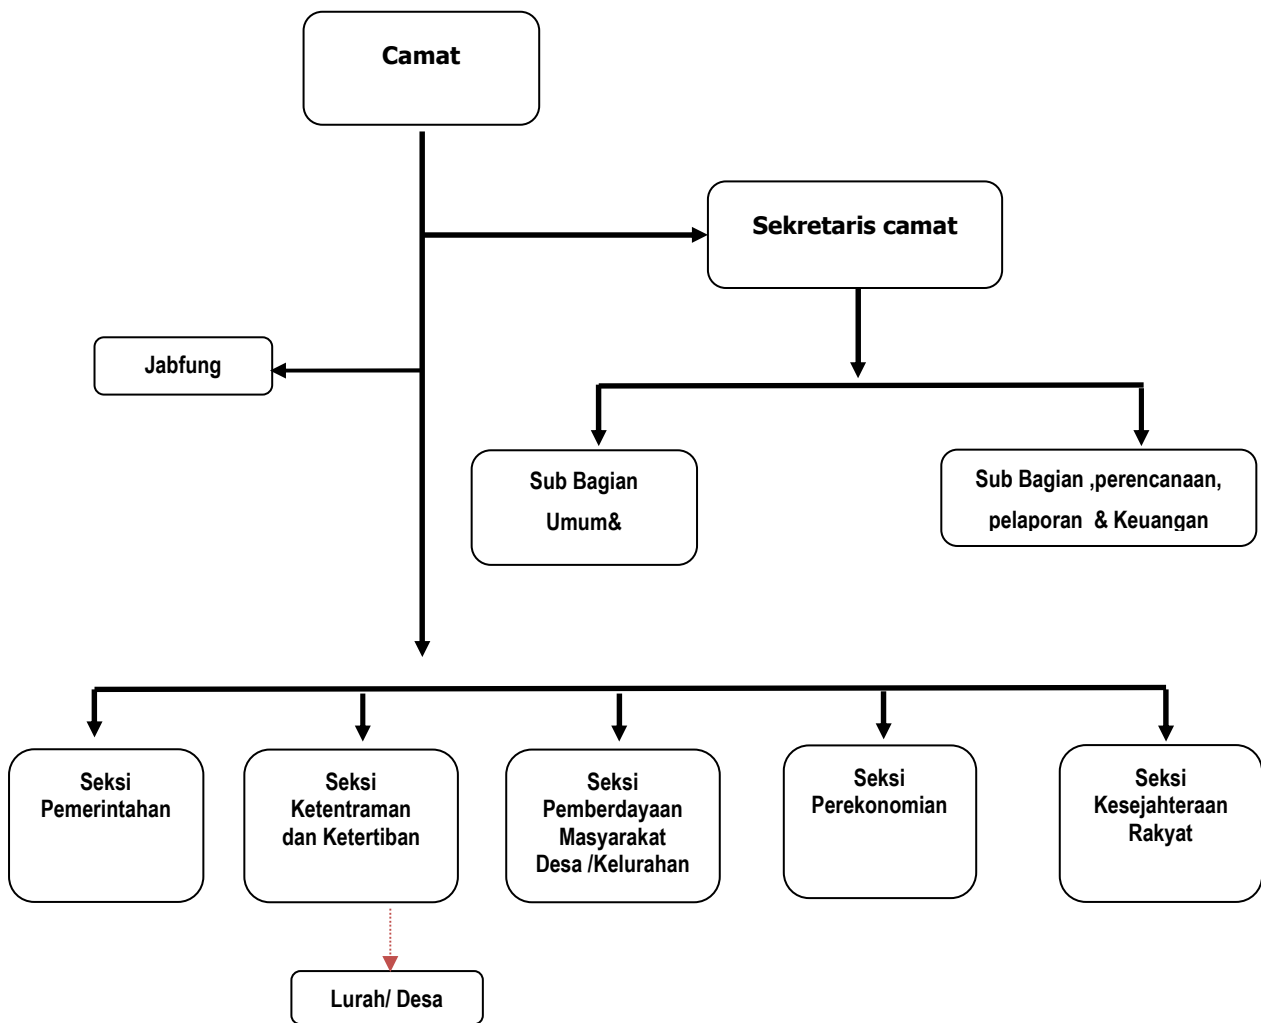 Camat
Sekretaris camat
Jabfung
Sub Bagian
Umum&
Sub Bagian ,perencanaan,
pelaporan & Keuangan
Seksi
Pemerintahan
Seksi
Ketentraman
dan Ketertiban
Seksi
Pemberdayaan
Masyarakat
Desa /Kelurahan
Seksi
Perekonomian
Seksi
Kesejahteraan
Rakyat
Lurah/ Desa